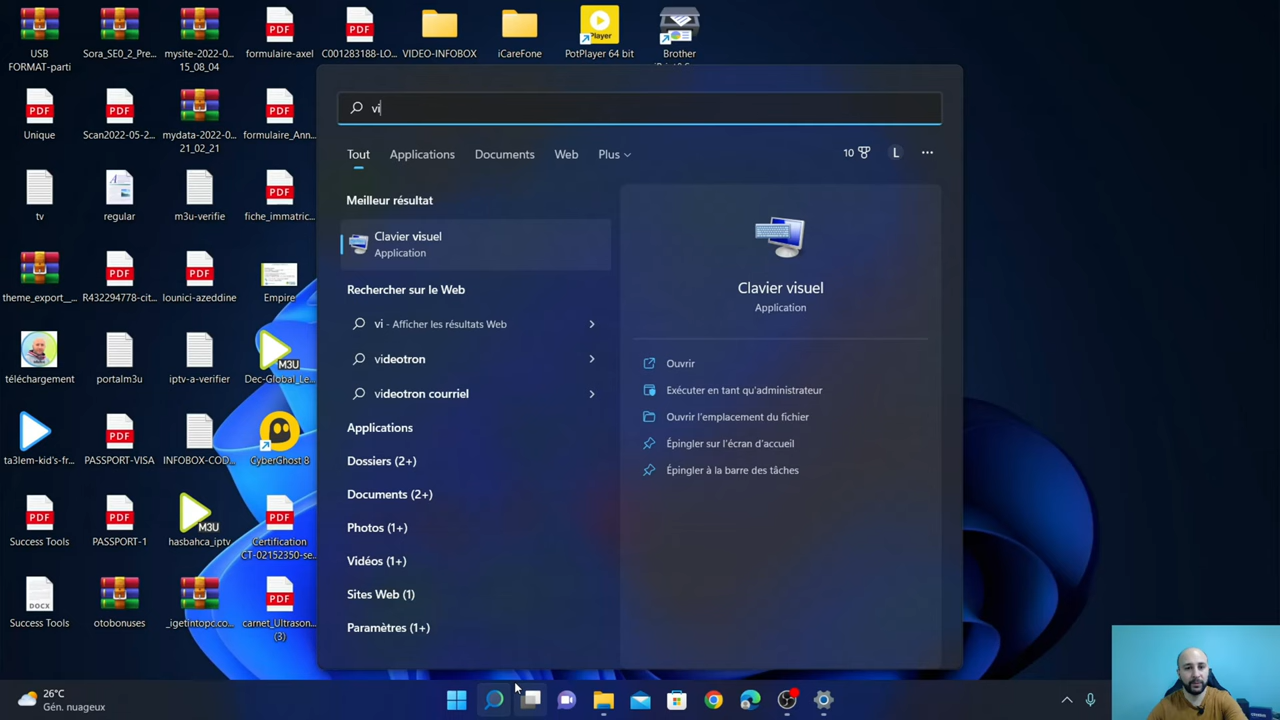 USB FORMAT-parti
Sora_SE0_2_Pre...
mysite-2022-0... 15_08_04
formulaire-axel
C001283188-LO...
VIDEO-INFOBOX
iCareFone
PotPlayer 64 bit
Brother
Unique
Scan2022-05-2...
mydata-2022-0... 21_02_21
formulaire_Ann...
tv
regular
m3u-verifie
fiche_immatric...
theme_export__...
R432294778-cit...
lounici-azeddine
Empire
téléchargement
portalm3u
iptv-a-verifier
Dec-Global_Le...
ta3lem-kid's-fr...
PASSPORT-VISA
INFOBOX-COD...
CyberGhost 8
Success Tools
PASSPORT-1
hasbahca_iptv
Certification CT-02152350-se...
Success Tools
otobonuses
_igetintopc.co...
carnet_Ultrason... (3)
vi
Tout
Applications
Documents
Web
Plus
10
L
Meilleur résultat
Clavier visuel
Application
Rechercher sur le Web
vi - Afficher les résultats Web
videotron
videotron courriel
Applications
Dossiers (2+)
Documents (2+)
Photos (1+)
Vidéos (1+)
Sites Web (1)
Paramètres (1+)
Clavier visuel
Application
Ouvrir
Exécuter en tant qu'administrateur
Ouvrir l'emplacement du fichier
Épingler sur l'écran d'accueil
Épingler à la barre des tâches
26°C
Gén. nuageux